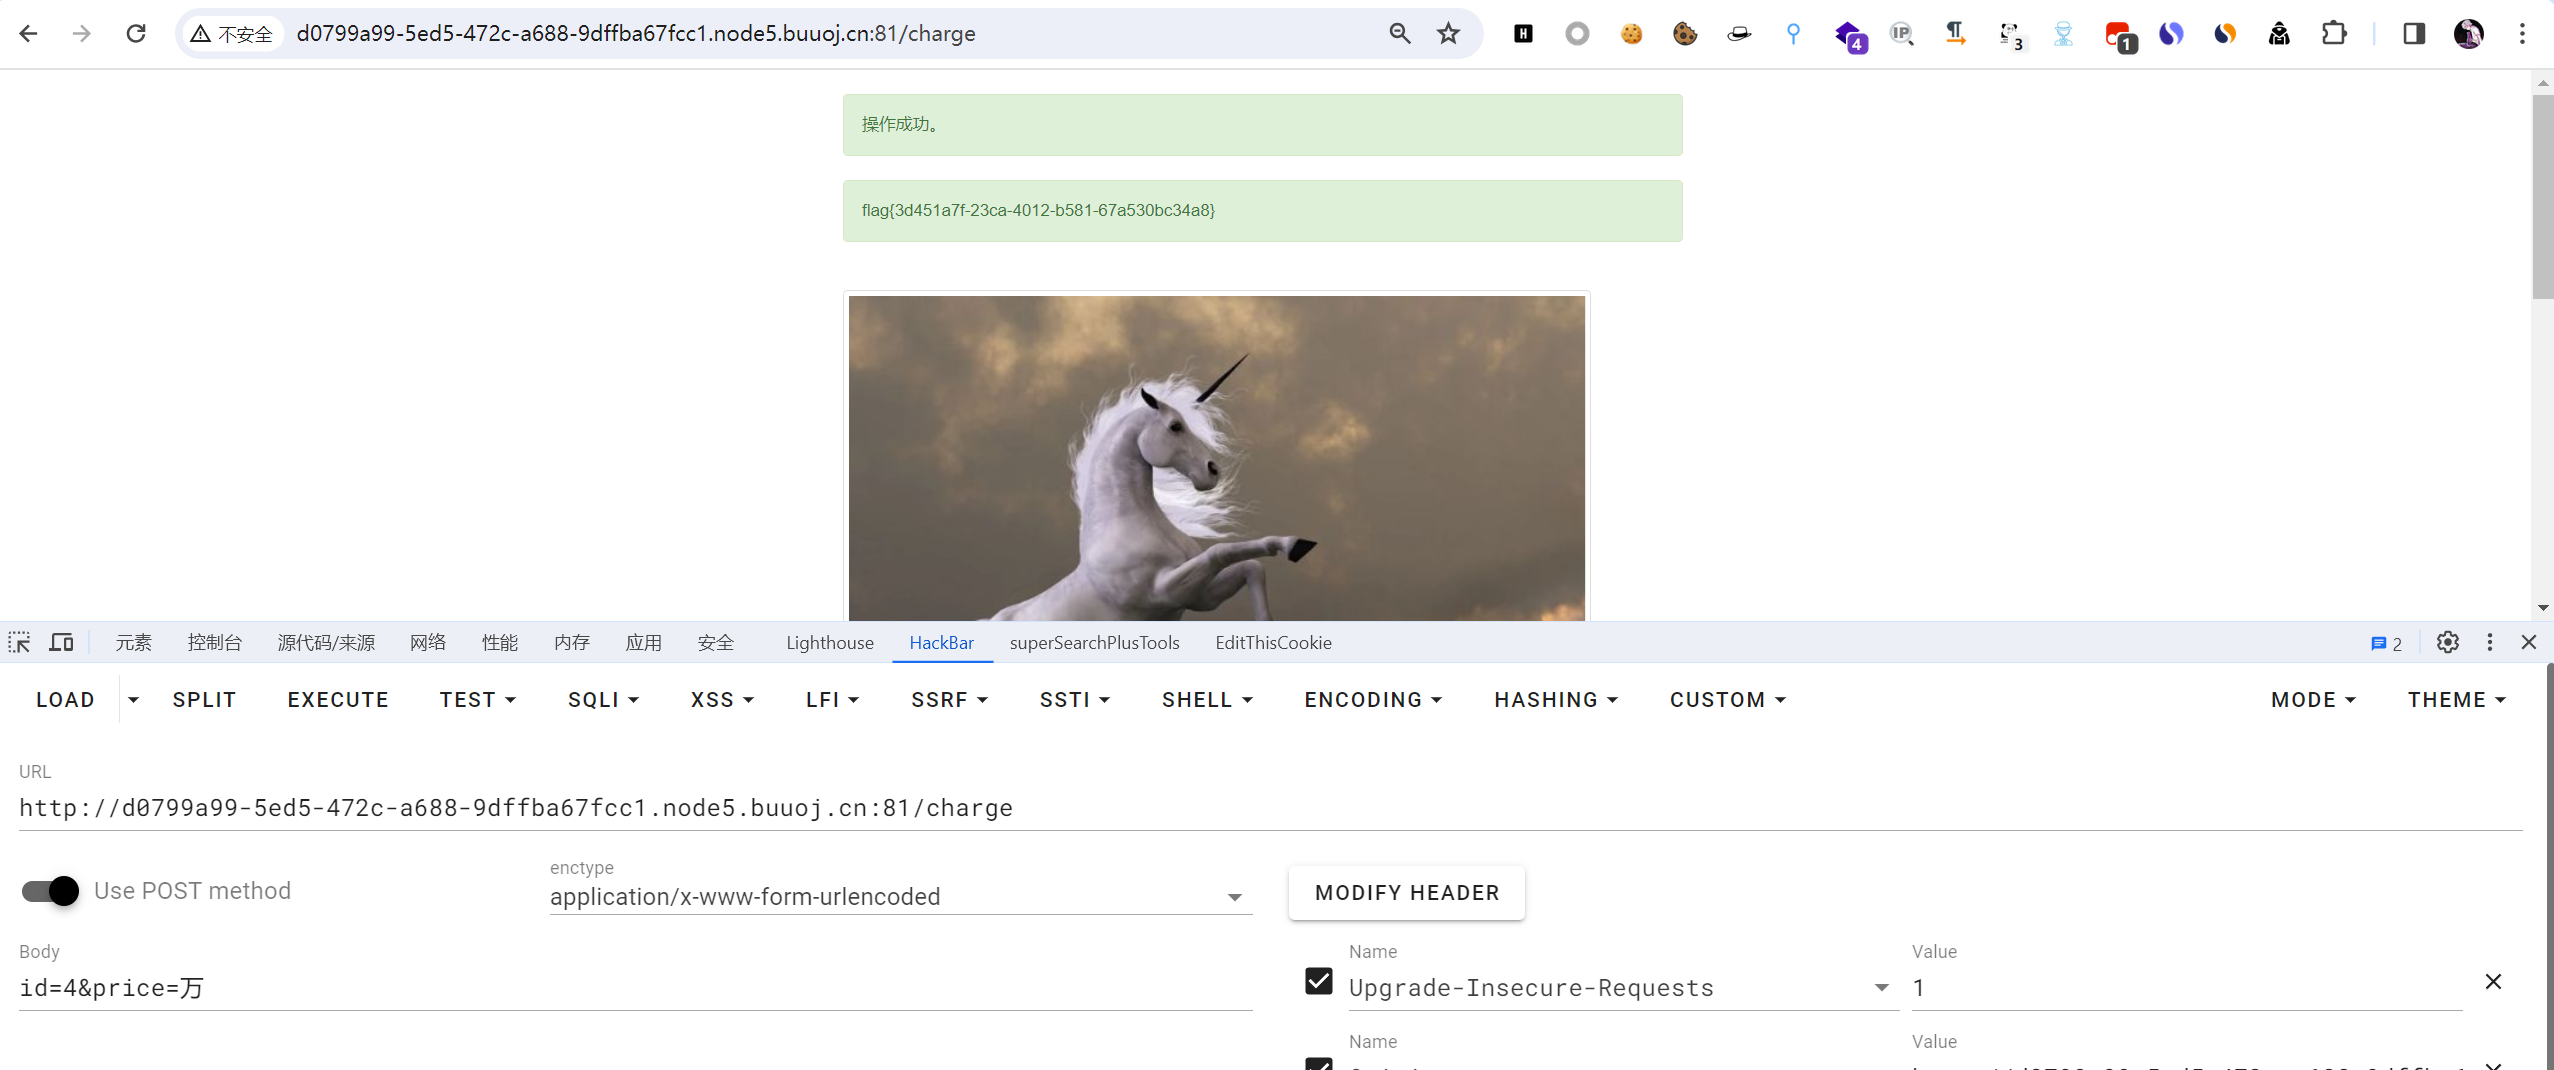 不安全 d0799a99-5ed5-472c-a688-9dffba67fcc1.node5.buuoj.cn:81/charge
H IP 4 3 1
操作成功。
flag{3d451a7f-23ca-4012-b581-67a530bc34a8}
元素 控制台 源代码/来源 网络 性能 内存 应用 安全 Lighthouse HackBar superSearchPlusTools EditThisCookie 2
LOAD SPLIT EXECUTE TEST SQLI XSS LFI SSRF SSTI SHELL ENCODING HASHING CUSTOM MODE THEME
URL
http://d0799a99-5ed5-472c-a688-9dffba67fcc1.node5.buuoj.cn:81/charge
Use POST method
enctype
application/x-www-form-urlencoded
MODIFY HEADER
Body
id=4&price=万
Name Value
Upgrade-Insecure-Requests 1
Name Value